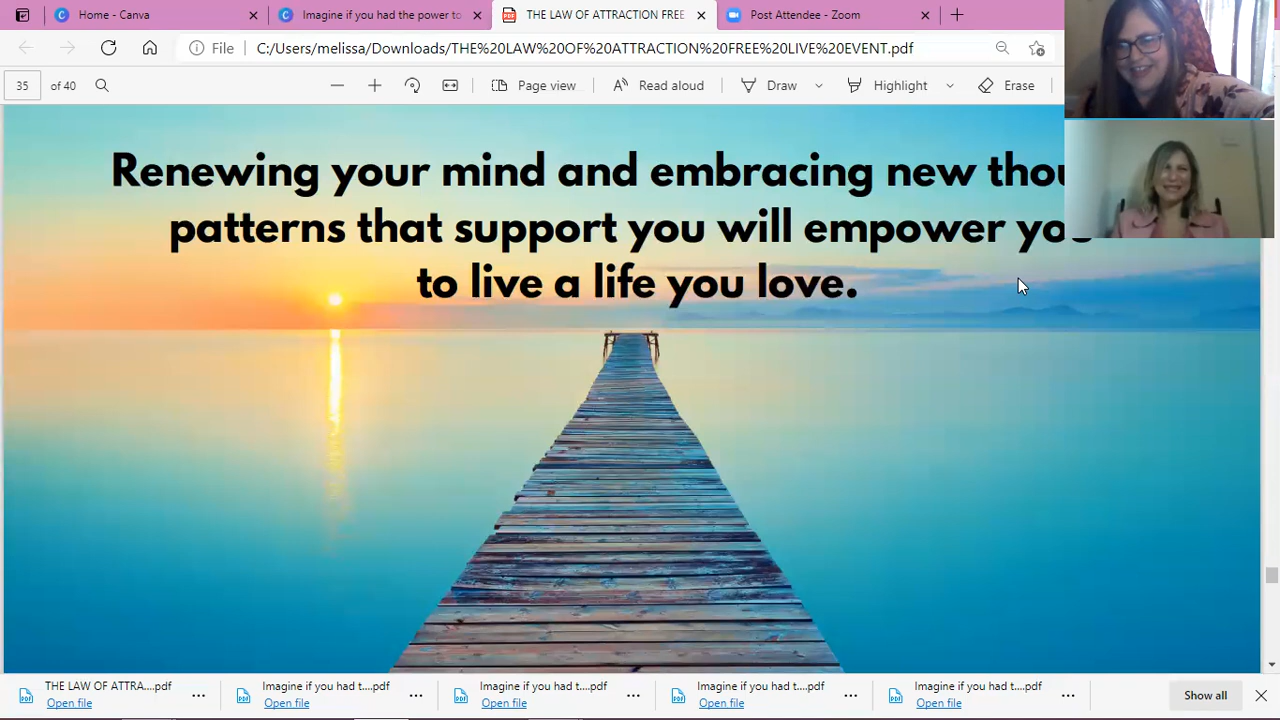 Home - Canva
Imagine if you had the power to
THE LAW OF ATTRACTION FREE
Post Attendee - Zoom
File
C:/Users/melissa/Downloads/THE%20LAW%20OF%20ATTRACTION%20FREE%20LIVE%20EVENT.pdf
35 of 40
Page view
Read aloud
Draw
Highlight
Erase
Renewing your mind and embracing new thou
patterns that support you will empower you
to live a life you love.
THE LAW OF ATTRA....pdf
Open file
Imagine if you had t....pdf
Open file
Imagine if you had t....pdf
Open file
Imagine if you had t....pdf
Open file
Imagine if you had t....pdf
Open file
Show all